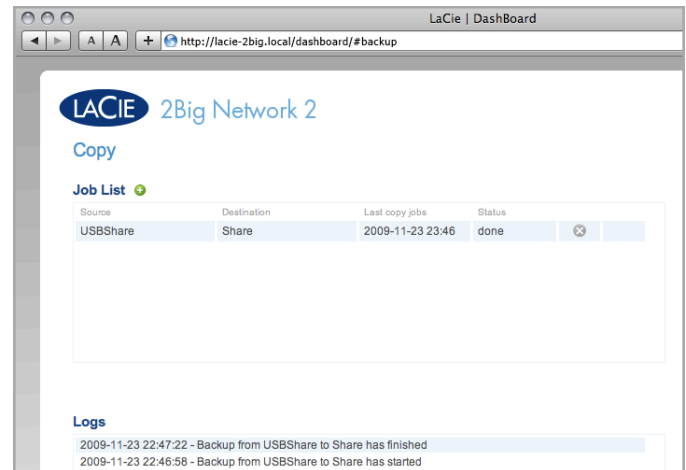 LaCie | DashBoard
A A + http://lacie-2big.local/dashboard/#backup
LACIE 2Big Network 2
Copy
Job List
Source Destination Last copy jobs Status
USBShare Share 2009-11-23 23:46 done
Logs
2009-11-23 22:47:22 - Backup from USBShare to Share has finished
2009-11-23 22:46:58 - Backup from USBShare to Share has started